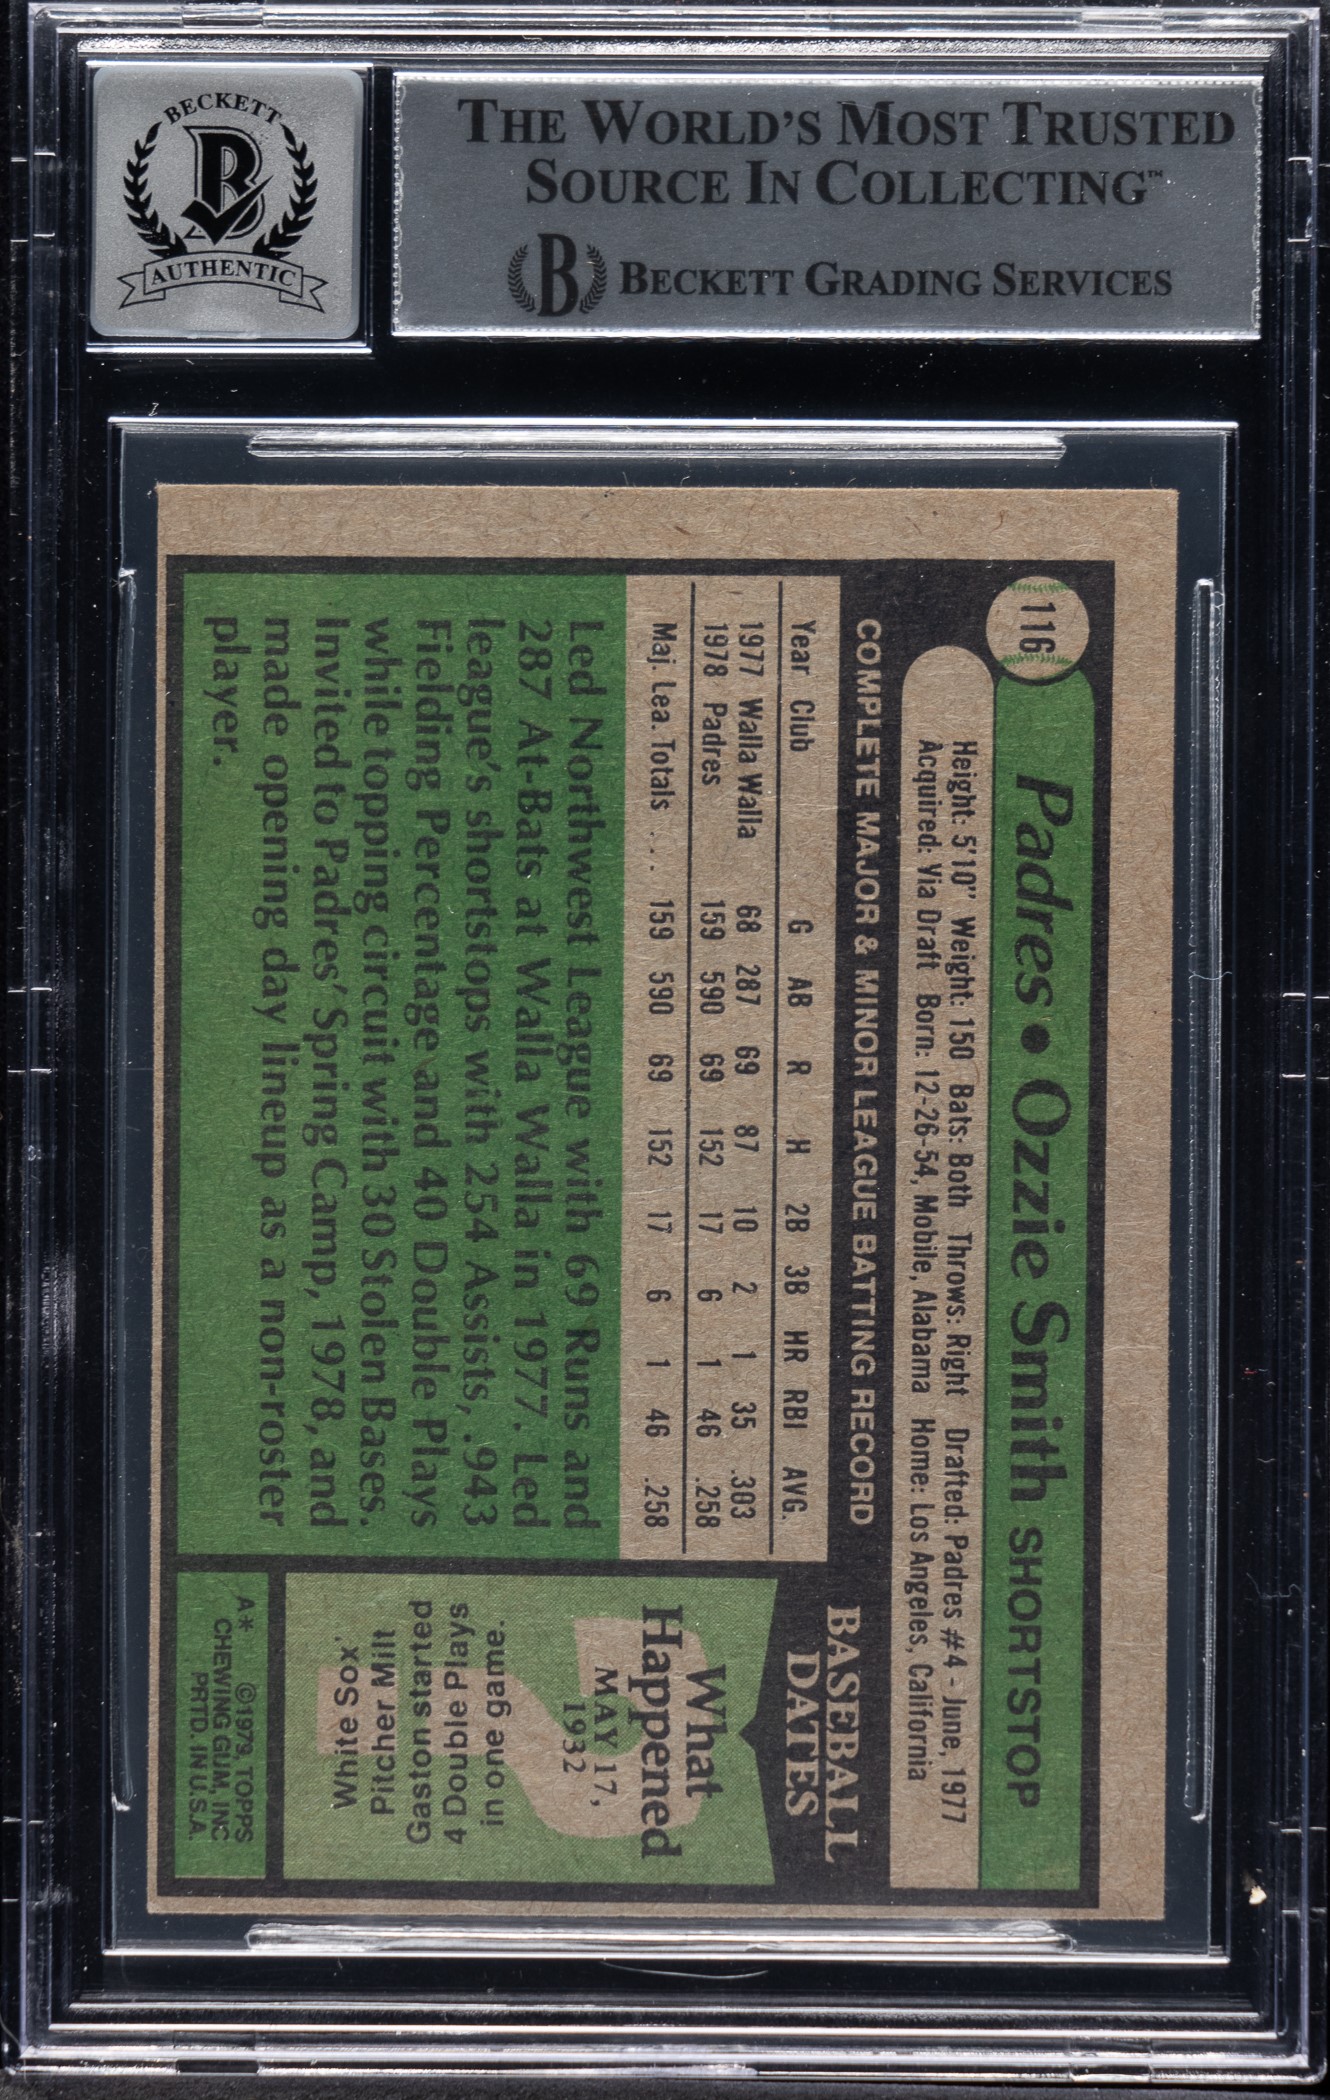 BECKETT
B
AUTHENTIC
THE WORLD'S MOST TRUSTED
SOURCE IN COLLECTING™
B BECKETT GRADING SERVICES
116
Padres • Ozzie Smith SHORTSTOP
Height: 5'10" Weight: 150 Bats: Both Throws: Right Drafted: Padres #4 - June, 1977
Acquired: Via Draft Born: 12-26-54, Mobile, Alabama Home: Los Angeles, California
COMPLETE MAJOR & MINOR LEAGUE BATTING RECORD
Year Club G AB R H 2B 3B HR RBI AVG.
1977 Walla Walla 68 287 69 87 10 2 1 35 .303
1978 Padres 159 590 69 152 17 6 1 46 .258
Maj. Lea. Totals ... 159 590 69 152 17 6 1 46 .258
Led Northwest League with 69 Runs and
287 At-Bats at Walla Walla in 1977. Led
league's shortstops with 254 Assists, .943
Fielding Percentage and 40 Double Plays
while topping circuit with 30 Stolen Bases.
Invited to Padres' Spring Camp, 1978, and
made opening day lineup as a non-roster
player.
BASEBALL
DATES
What
Happened
MAY 17,
1932
in one game.
4 Double Plays
Gaston started
Pitcher Milt
White Sox'
A* ©1979, TOPPS
CHEWING GUM, INC
PRTD. IN U.S.A.